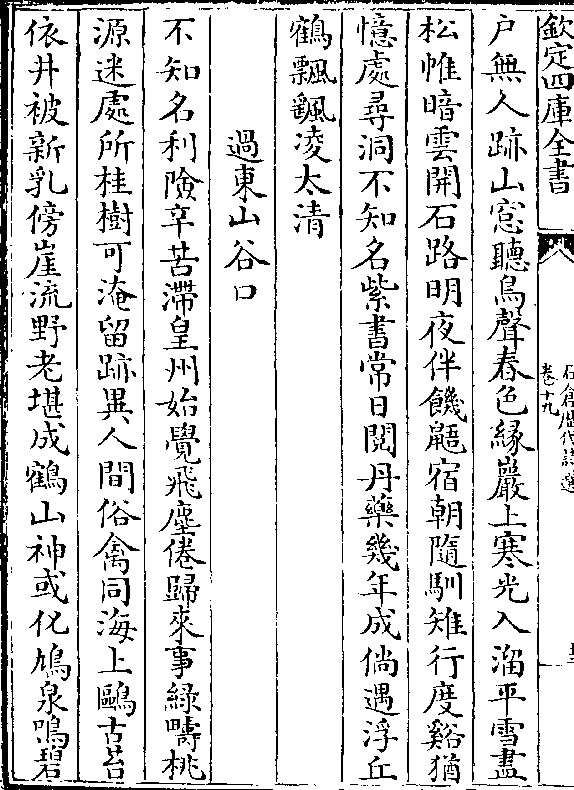 欽定四庫全書
石倉歷代詩選
卷十九
户無人跡山窓聽鳥聲春色緣巖上寒光入溜平雪盡
松帷暗雲開石路明夜伴饑鼯宿朝隨馴雉行度谿猶
憶處尋洞不知名紫書常日閲丹藥幾年成倘遇浮丘
鶴飄飖凌太清
過東山谷口
不知名利險辛苦滯皇州始覺飛塵倦歸來事綠疇桃
源迷處所桂樹可淹留跡異人間俗禽同海上鷗古苔
依井被新乳傍崖流野老堪成鶴山神或化鳩泉鳴碧